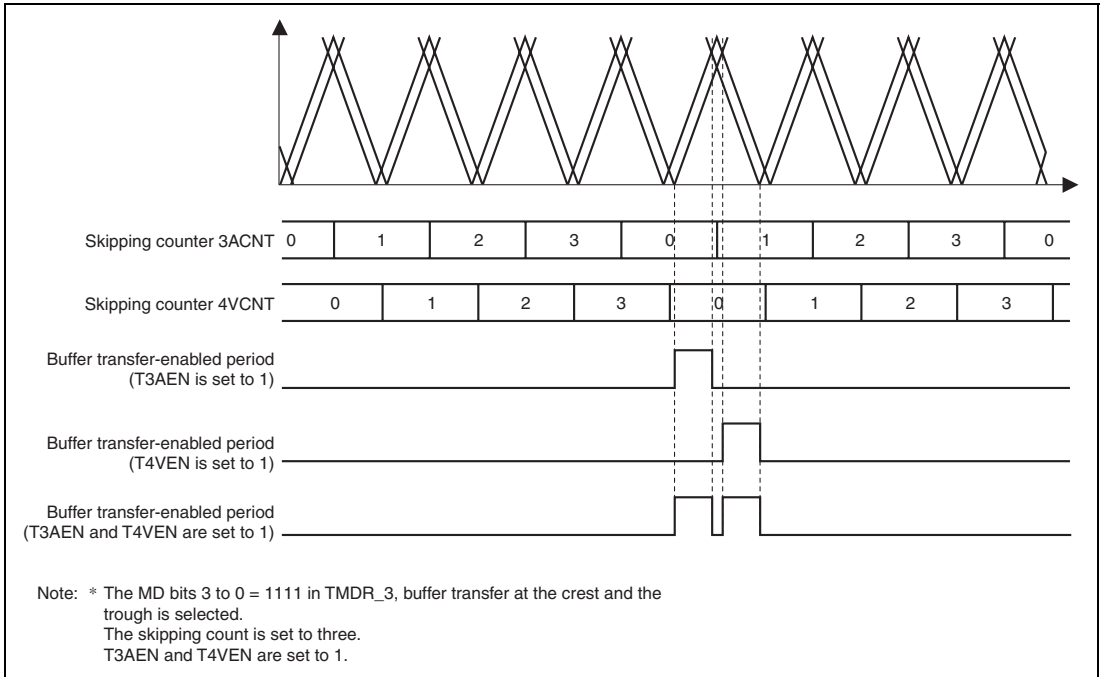 Skipping counter 3ACNT 0 1 2 3 0 1 2 3 0
Skipping counter 4VCNT 0 1 2 3 0 1 2 3
Buffer transfer-enabled period
(T3AEN is set to 1)
Buffer transfer-enabled period
(T4VEN is set to 1)
Buffer transfer-enabled period
(T3AEN and T4VEN are set to 1)
Note: * The MD bits 3 to 0 = 1111 in TMDR_3, buffer transfer at the crest and the
trough is selected.
The skipping count is set to three.
T3AEN and T4VEN are set to 1.